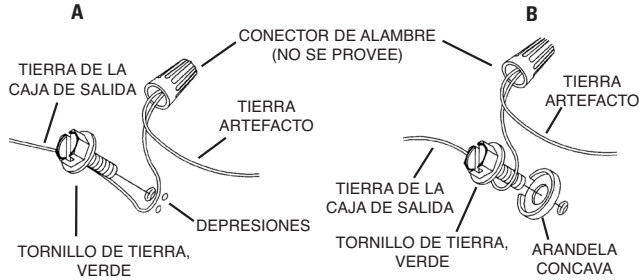 A
B
CONECTOR DE ALAMBRE
(NO SE PROVEE)
TIERRA DE LA
CAJA DE SALIDA
TIERRA
ARTEFACTO
DEPRESIONES
TORNILLO DE TIERRA,
VERDE
TIERRA
ARTEFACTO
TIERRA DE LA
CAJA DE SALIDA
TORNILLO DE TIERRA,
VERDE
ARANDELA
CONCAVA